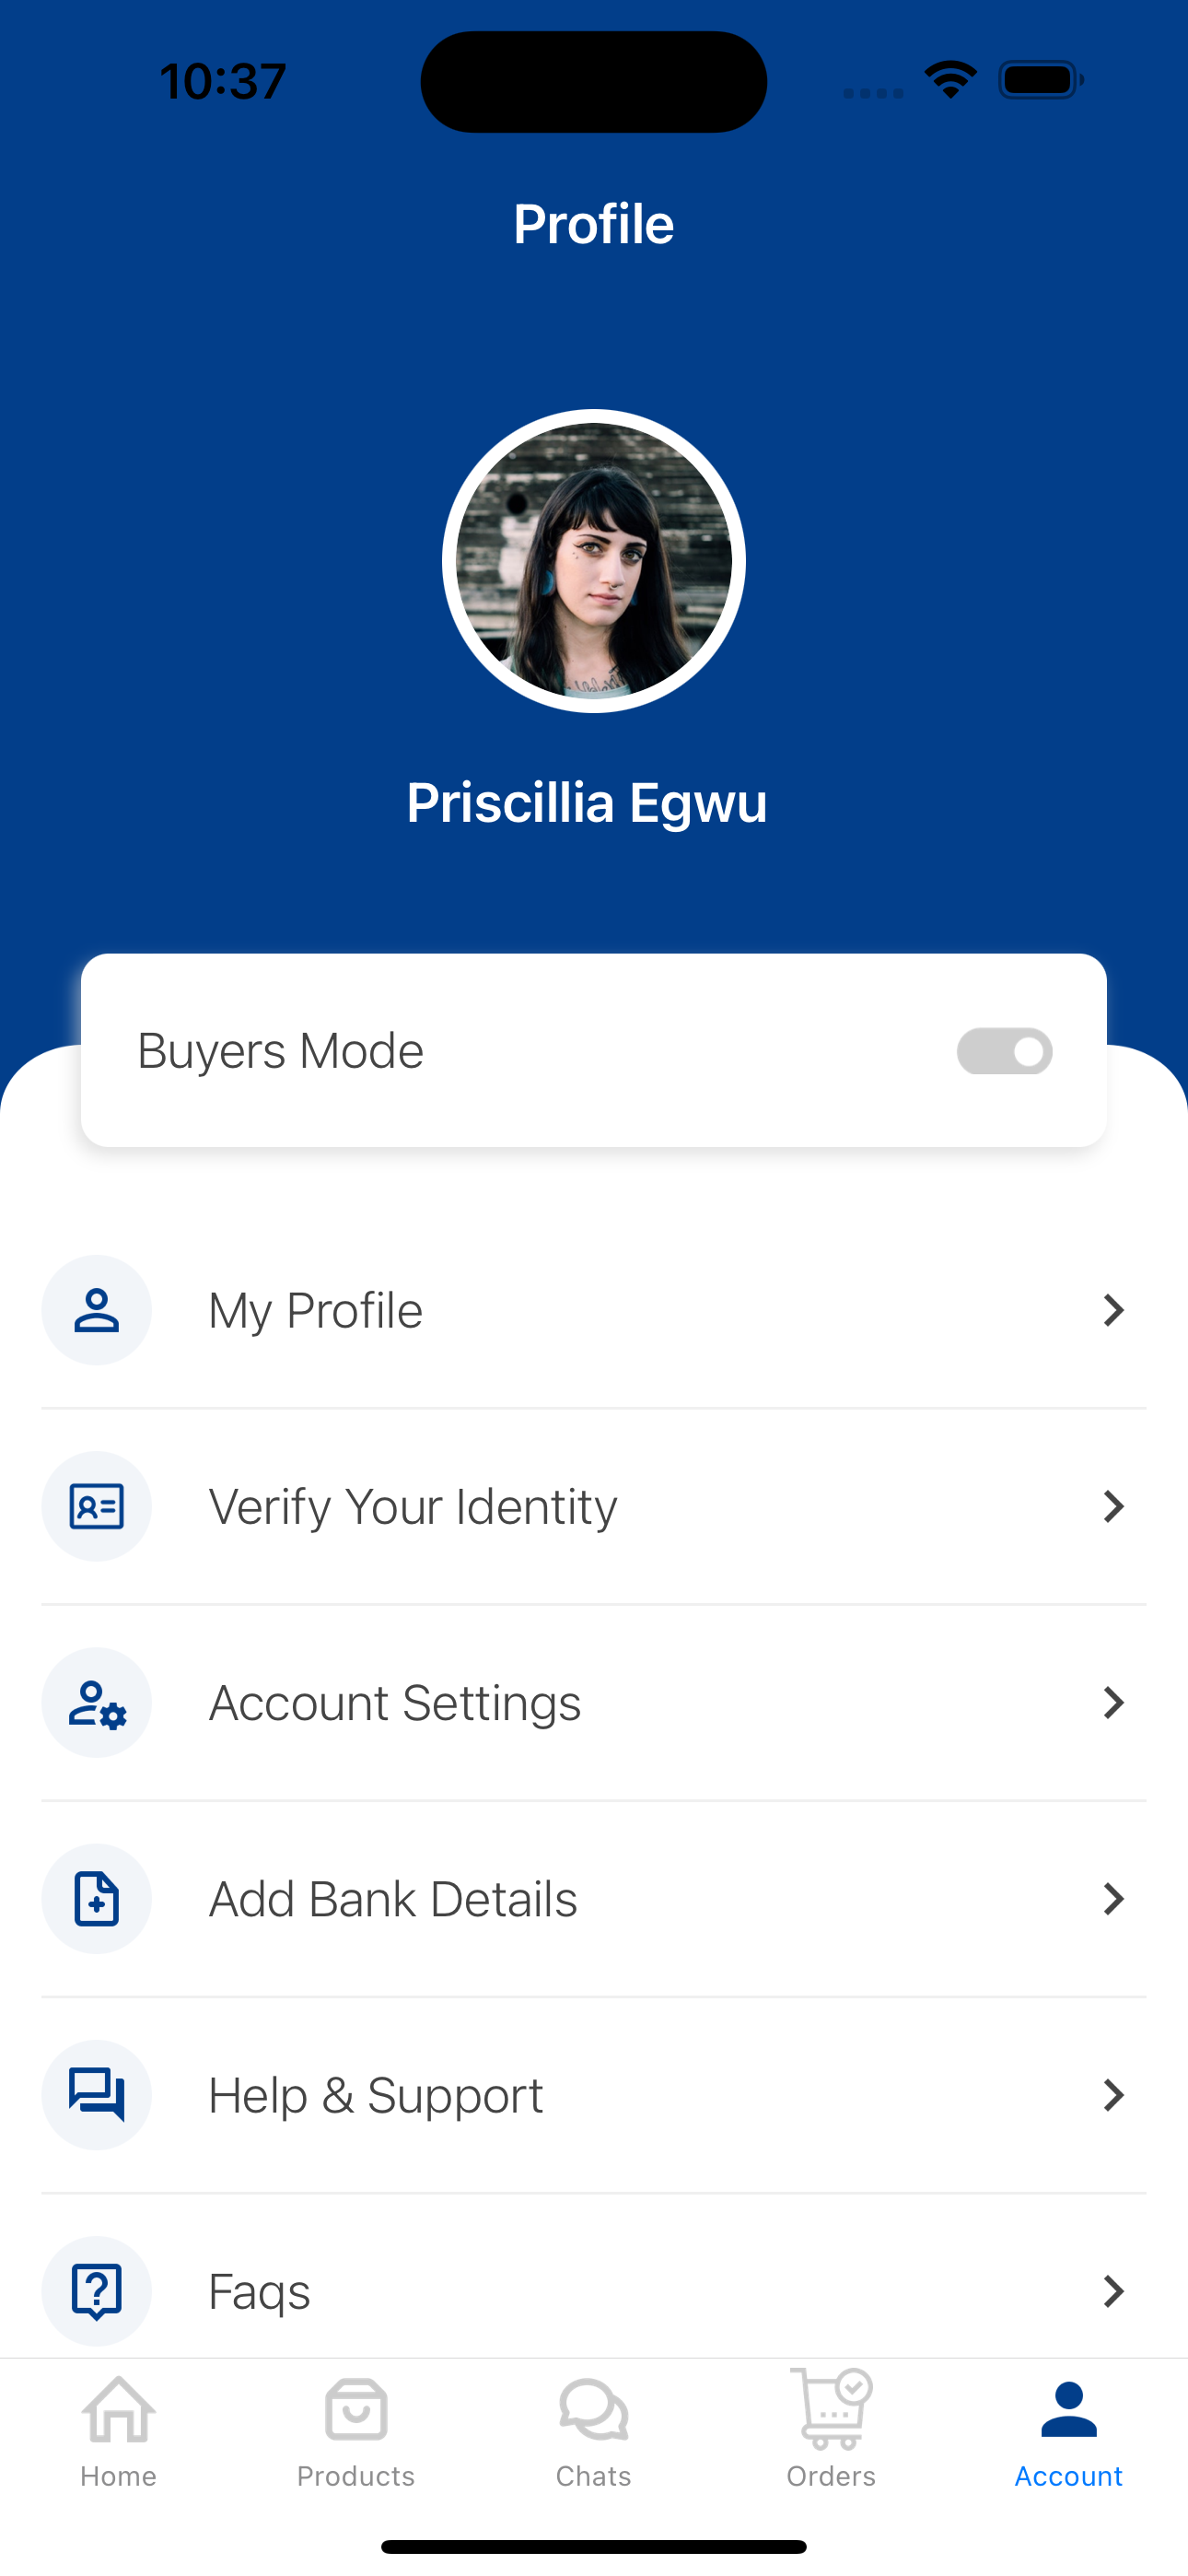 10:37
Profile
Priscillia Egwu
Buyers Mode
My Profile
Verify Your Identity
Account Settings
Add Bank Details
Help & Support
Faqs
Home Products Chats Orders Account